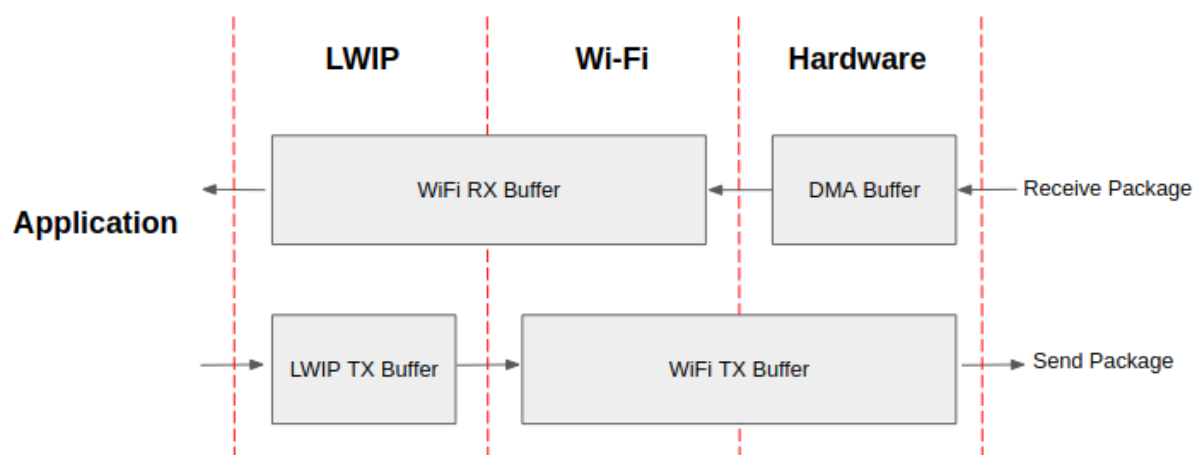 LWIP
Wi-Fi
Hardware
WiFi RX Buffer
DMA Buffer
Receive Package
Application
LWIP TX Buffer
WiFi TX Buffer
Send Package